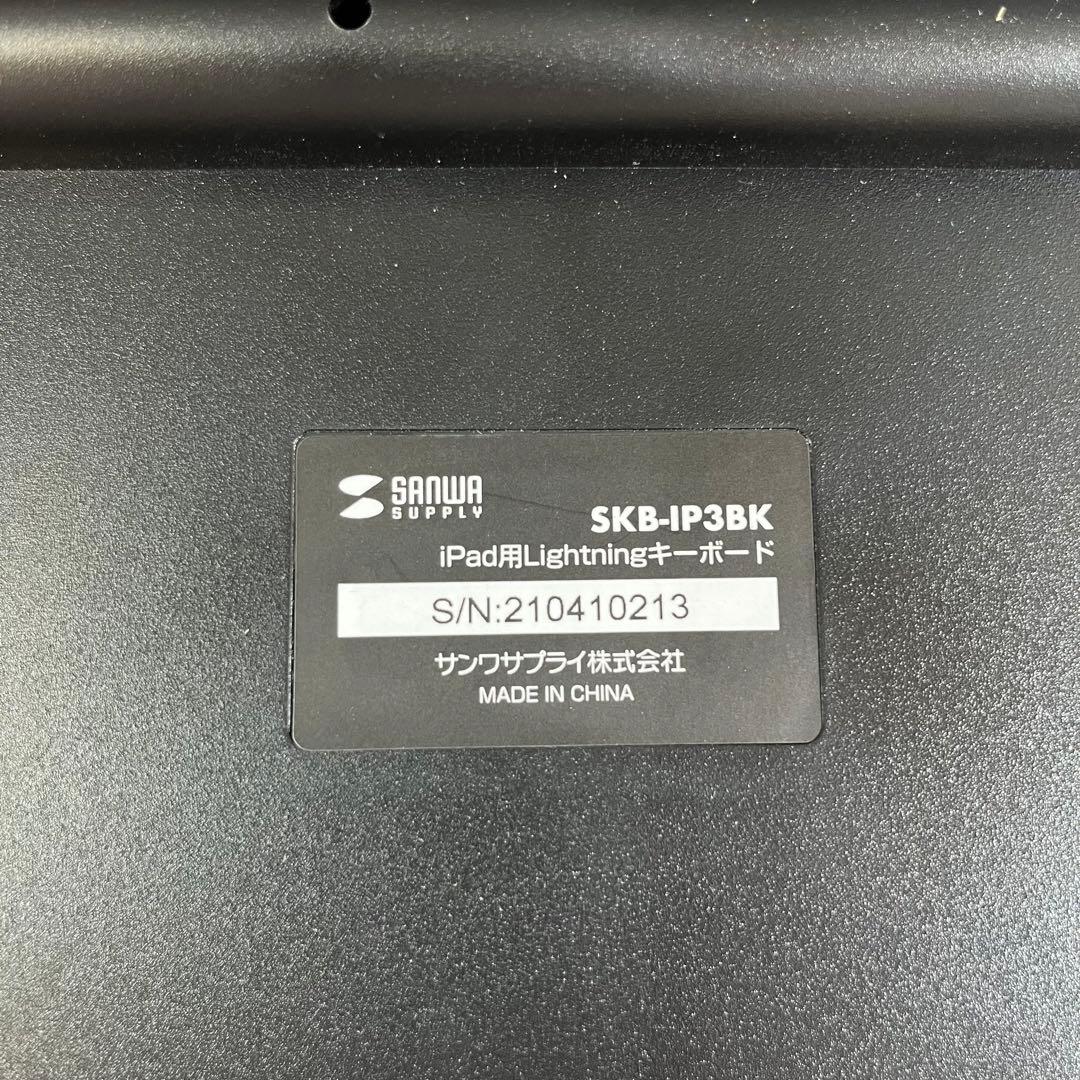 SANWA
SUPPLY
SKB-IP3BK
iPad用Lightningキーボード
S/N:210410213
サンワサプライ株式会社
MADE IN CHINA